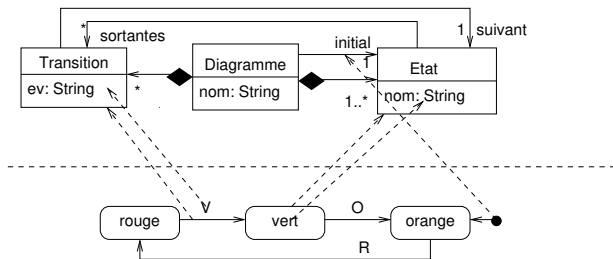 * sortantes 1 suivant
Transition Diagramme initial Etat
1
ev: String nom: String nom: String
* 1..*
V O
rouge vert orange
R